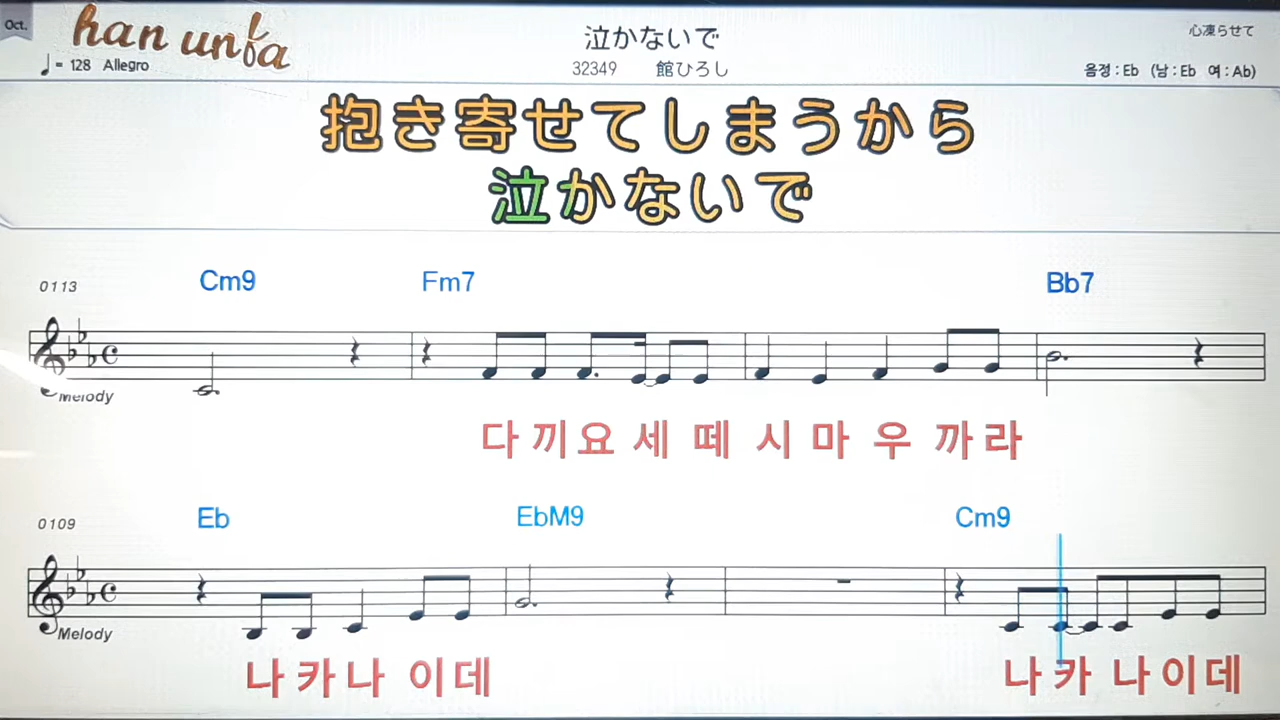 Oct.
han unfa
泣かないで
心凍らせて
♩= 128 Allegro
32349 館ひろし
음정 : Eb (남 : Eb 여 : Ab)
抱き寄せてしまうから
泣かないで
0113 Cm9 Fm7 Bb7
Melody
다 끼 요 세 떼 시 마 우 까 라
0109 Eb EbM9 Cm9
Melody
나 카 나 이 데 나 카 나 이 데